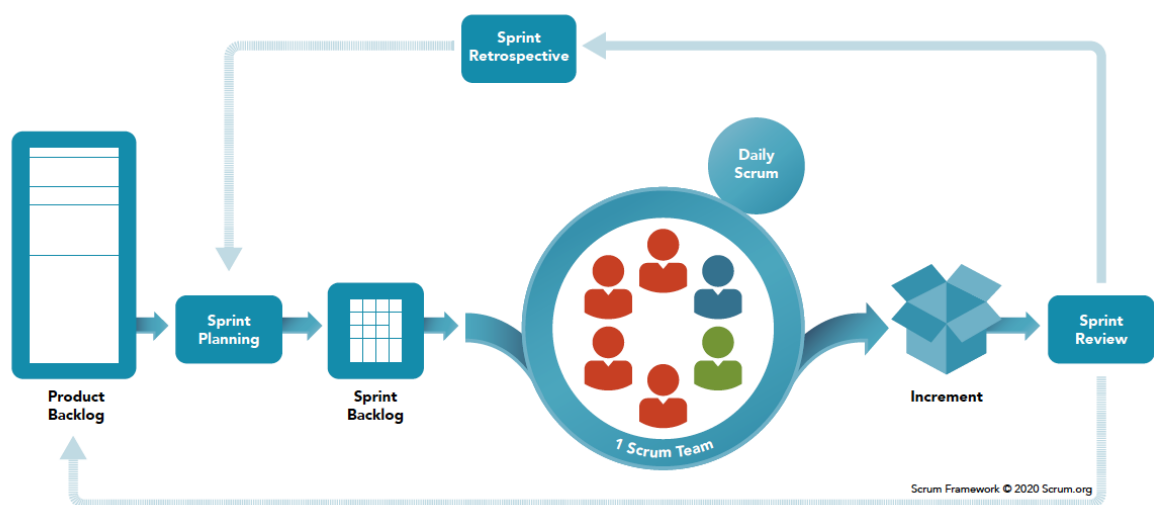 Sprint
Retrospective
Daily
Scrum
Sprint
Planning
Product
Backlog
Sprint
Backlog
1 Scrum Team
Increment
Sprint
Review
Scrum Framework © 2020 Scrum.org